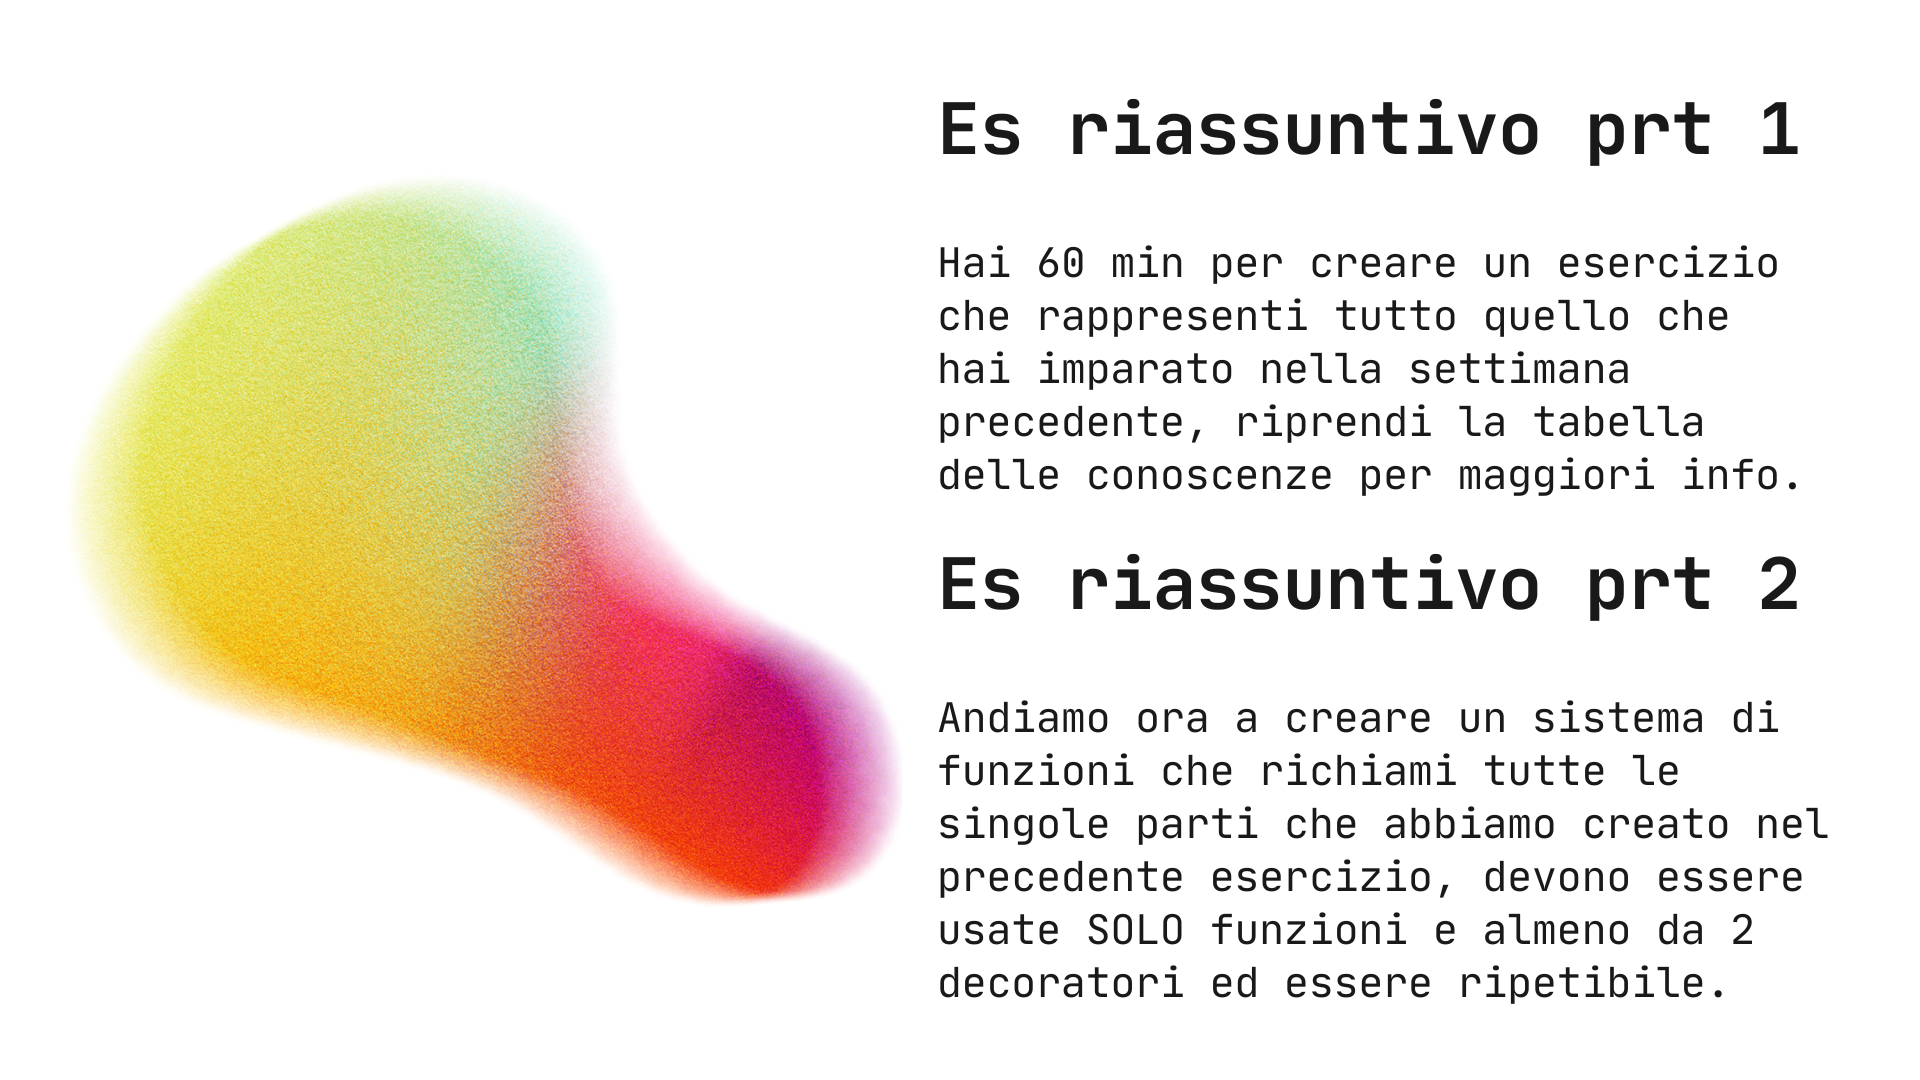 Es riassuntivo prt 1
Hai 60 min per creare un esercizio
che rappresenti tutto quello che
hai imparato nella settimana
precedente, riprendi la tabella
delle conoscenze per maggiori info.
Es riassuntivo prt 2
Andiamo ora a creare un sistema di
funzioni che richiami tutte le
singole parti che abbiamo creato nel
precedente esercizio, devono essere
usate SOLO funzioni e almeno da 2
decoratori ed essere ripetibile.